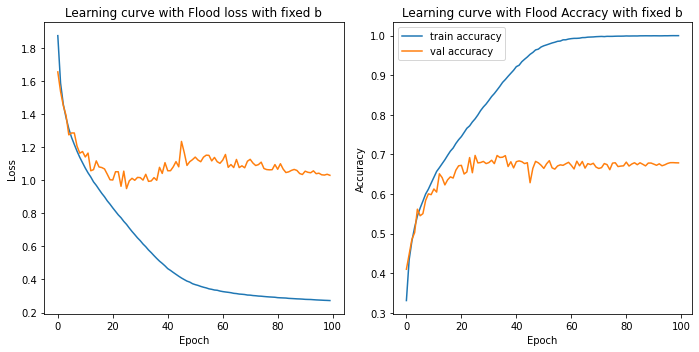 Learning curve with Flood loss with fixed b
1.8
1.6
1.4
1.2
1.0
0.8
0.6
0.4
0.2
Loss
0 20 40 60 80 100
Epoch
Learning curve with Flood Accracy with fixed b
train accuracy
val accuracy
1.0
0.9
0.8
0.7
0.6
0.5
0.4
0.3
Accuracy
0 20 40 60 80 100
Epoch